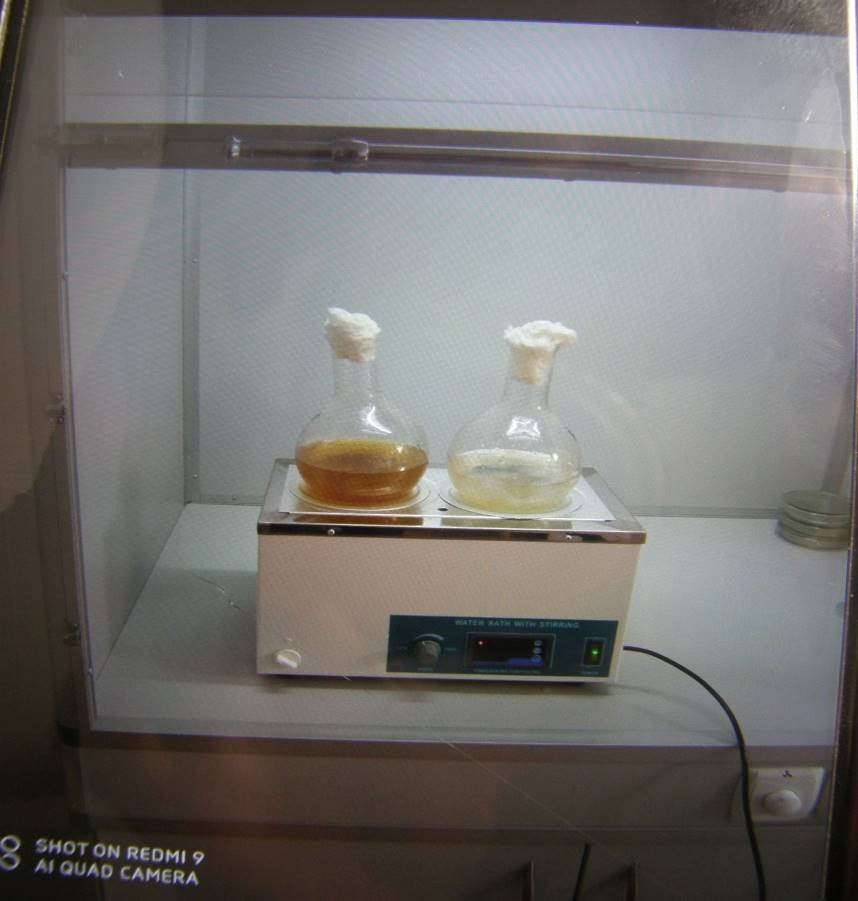 WATER BATH WITH STIRRING
SHOT ON REDMI 9
AI QUAD CAMERA